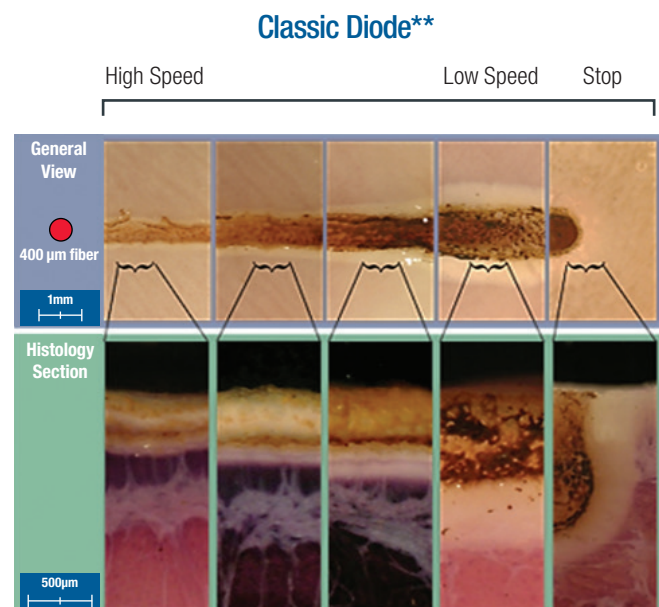 Classic Diode**
High Speed Low Speed Stop
General
View
400 µm fiber
1mm
Histology
Section
500µm